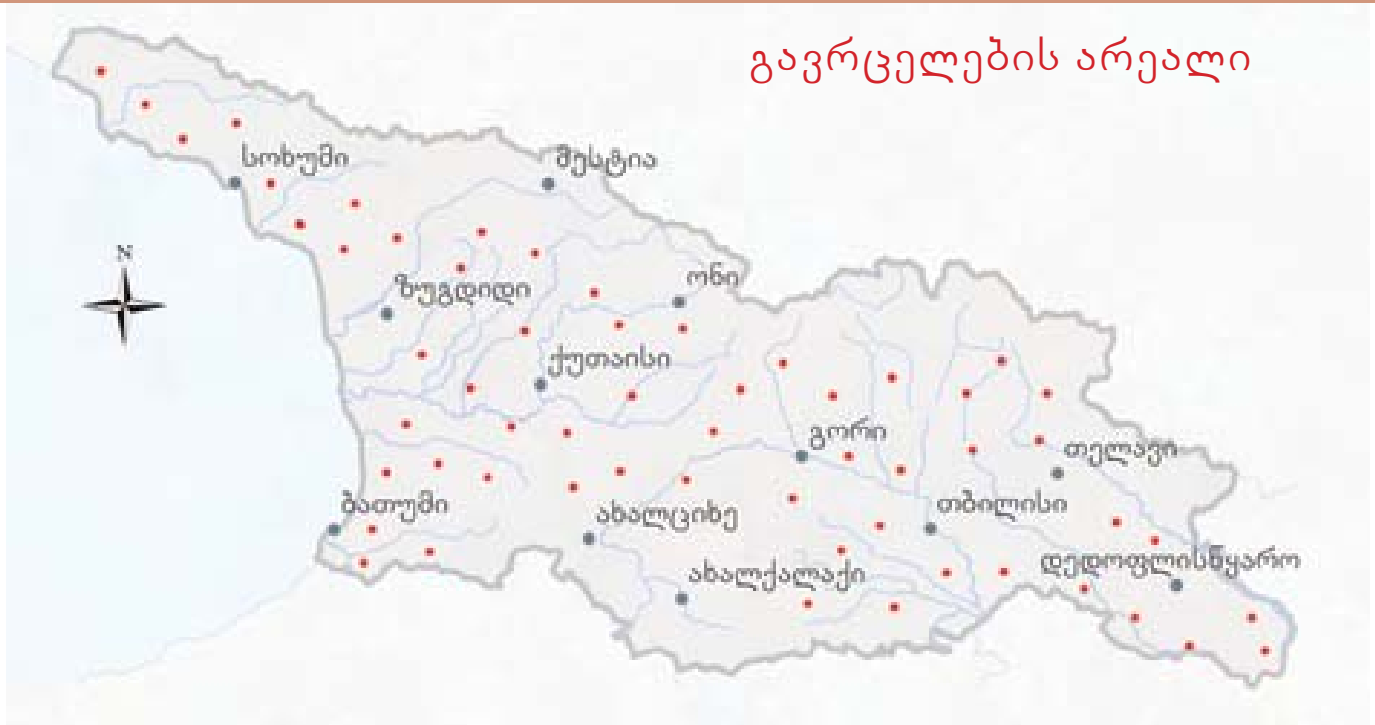 გავრცელების არეალი
სოხუმი
მესტია
N
ონი
ზუგდიდი
ქუთაისი
გორი
თელავი
ბათუმი
ახალციხე
თბილისი
დედოფლისწყარო
ახალქალაქი